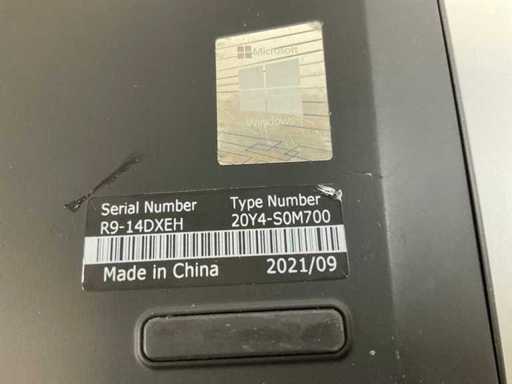 Microsoft
Windows
Serial Number Type Number
R9-14DXEH 20Y4-S0M700
Made in China 2021/09